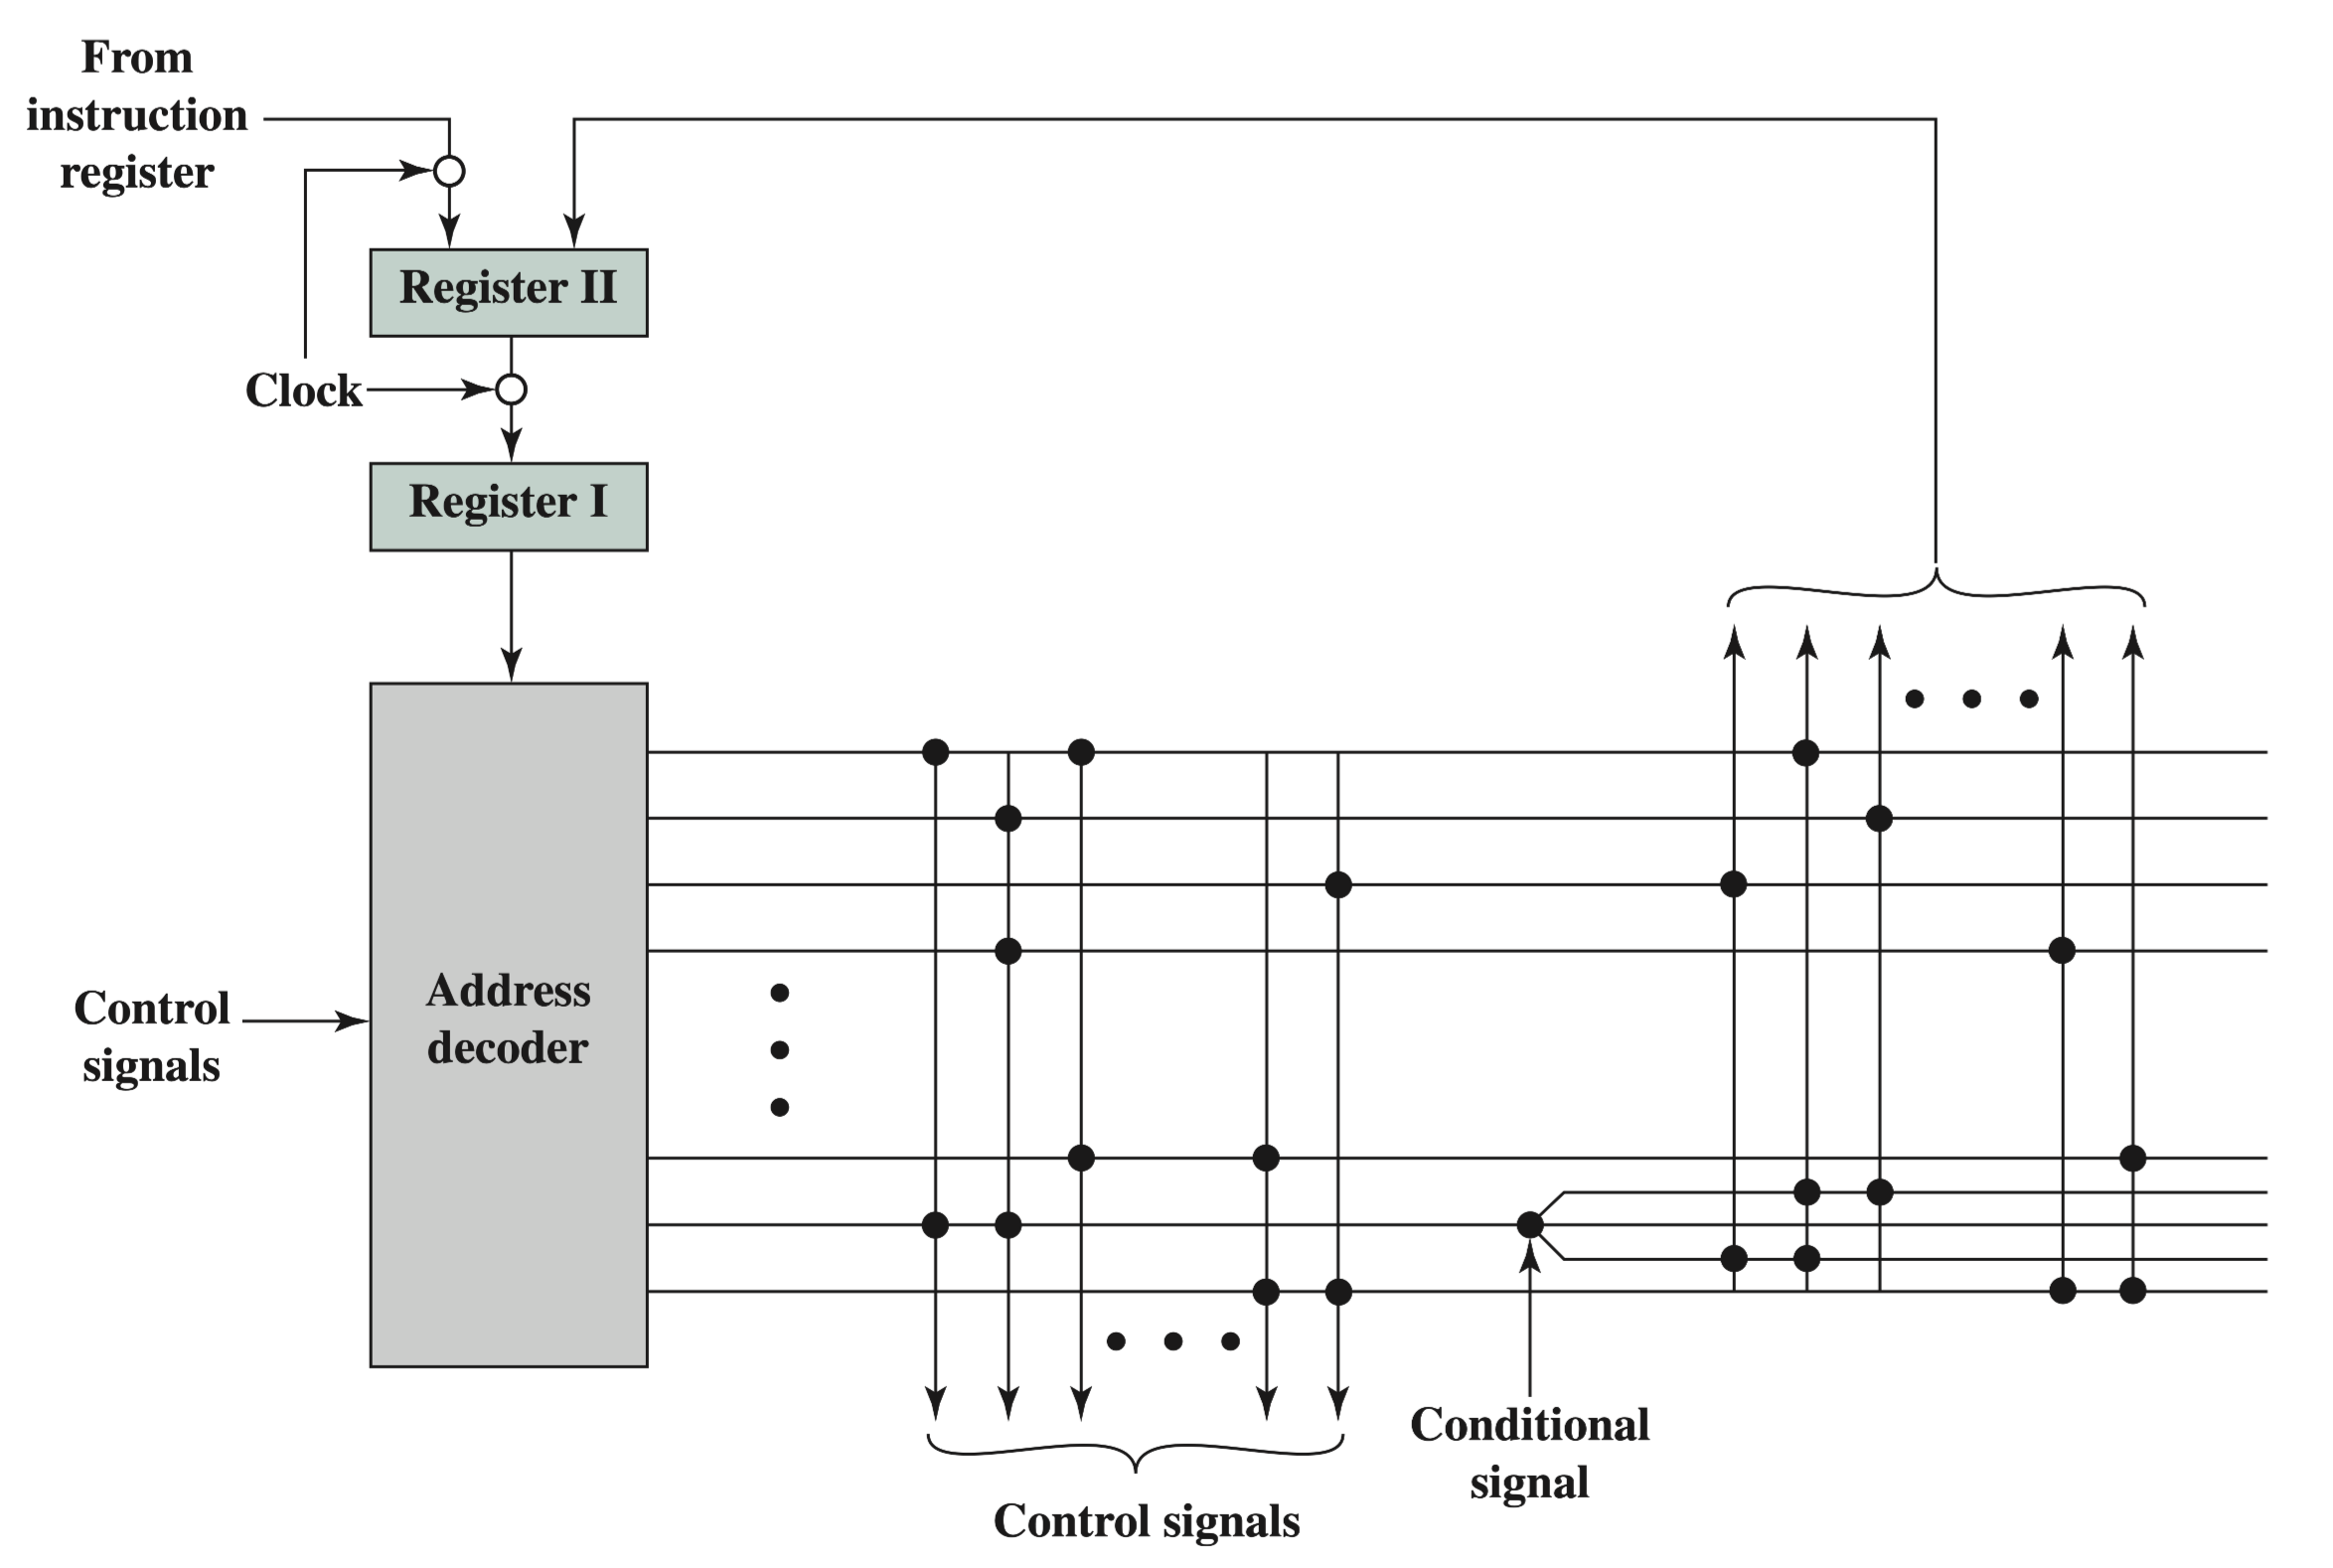 From
instruction
register
Register II
Clock
Register I
Address
decoder
Control
signals
Conditional
signal
Control signals